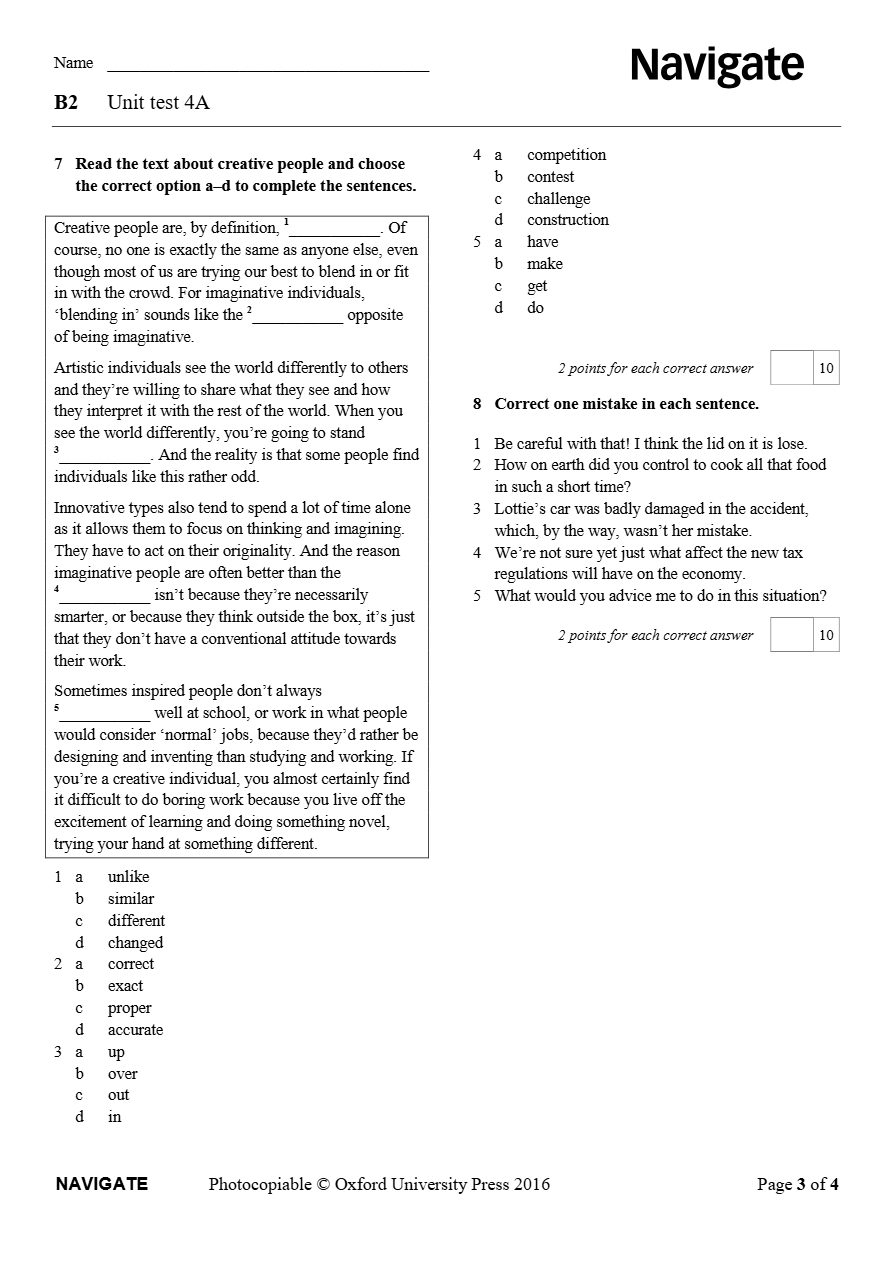 Name ______________________________________
Navigate
B2 Unit test 4A
7 Read the text about creative people and choose
the correct option a–d to complete the sentences.
Creative people are, by definition, 1___________. Of
course, no one is exactly the same as anyone else, even
though most of us are trying our best to blend in or fit
in with the crowd. For imaginative individuals,
‘blending in’ sounds like the 2___________ opposite
of being imaginative.
Artistic individuals see the world differently to others
and they’re willing to share what they see and how
they interpret it with the rest of the world. When you
see the world differently, you’re going to stand
3___________. And the reality is that some people find
individuals like this rather odd.
Innovative types also tend to spend a lot of time alone
as it allows them to focus on thinking and imagining.
They have to act on their originality. And the reason
imaginative people are often better than the
4___________ isn’t because they’re necessarily
smarter, or because they think outside the box, it’s just
that they don’t have a conventional attitude towards
their work.
Sometimes inspired people don’t always
5___________ well at school, or work in what people
would consider ‘normal’ jobs, because they’d rather be
designing and inventing than studying and working. If
you’re a creative individual, you almost certainly find
it difficult to do boring work because you live off the
excitement of learning and doing something novel,
trying your hand at something different.
1 a unlike
b similar
c different
d changed
2 a correct
b exact
c proper
d accurate
3 a up
b over
c out
d in
4 a competition
b contest
c challenge
d construction
5 a have
b make
c get
d do
2 points for each correct answer 10
8 Correct one mistake in each sentence.
1 Be careful with that! I think the lid on it is lose.
2 How on earth did you control to cook all that food
in such a short time?
3 Lottie’s car was badly damaged in the accident,
which, by the way, wasn’t her mistake.
4 We’re not sure yet just what affect the new tax
regulations will have on the economy.
5 What would you advice me to do in this situation?
2 points for each correct answer 10
NAVIGATE Photocopiable © Oxford University Press 2016 Page 3 of 4